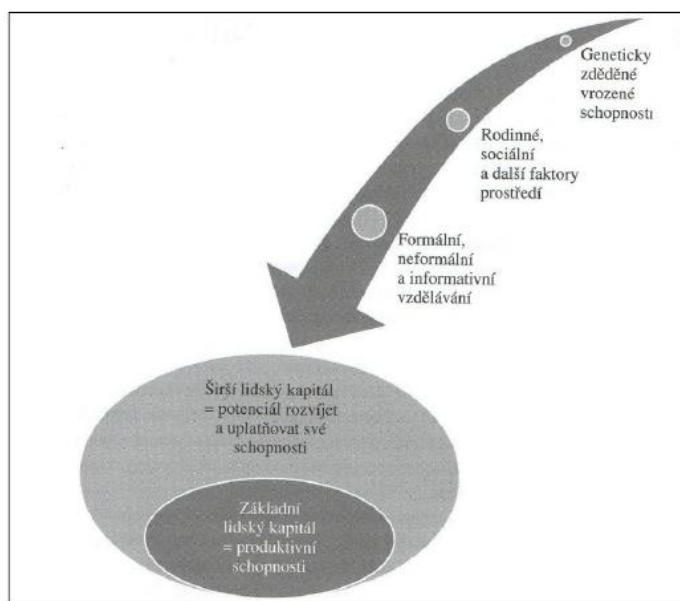 Geneticky
zděděné
vrozené
schopnosti
Rodinné,
sociální
a další faktory
prostředí
Formální,
neformální
a informativní
vzdělávání
Širší lidský kapitál
= potenciál rozvíjet
a uplatňovat své
schopnosti
Základní
lidský kapitál
= produktivní
schopnosti